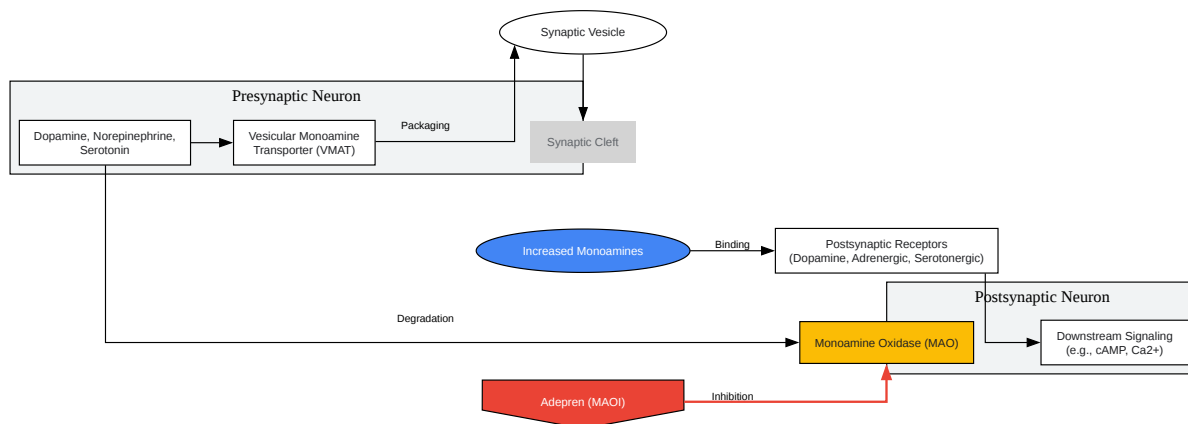 Synaptic Vesicle
Presynaptic Neuron
Dopamine, Norepinephrine,
Serotonin
Vesicular Monoamine
Transporter (VMAT)
Packaging
Synaptic Cleft
Increased Monoamines
Binding
Postsynaptic Receptors
(Dopamine, Adrenergic, Serotonergic)
Postsynaptic Neuron
Degradation
Monoamine Oxidase (MAO)
Downstream Signaling
(e.g., cAMP, Ca2+)
Adepren (MAOI)
Inhibition